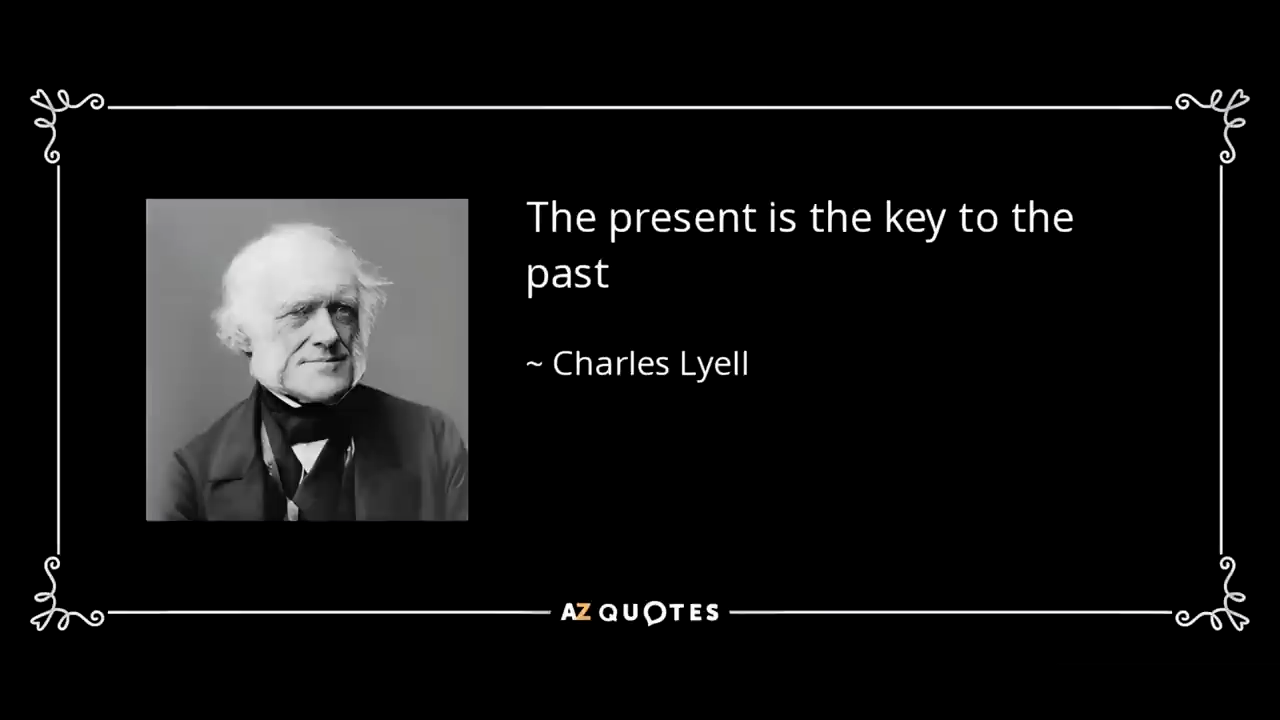 The present is the key to the
past
~ Charles Lyell
AZ QUOTES